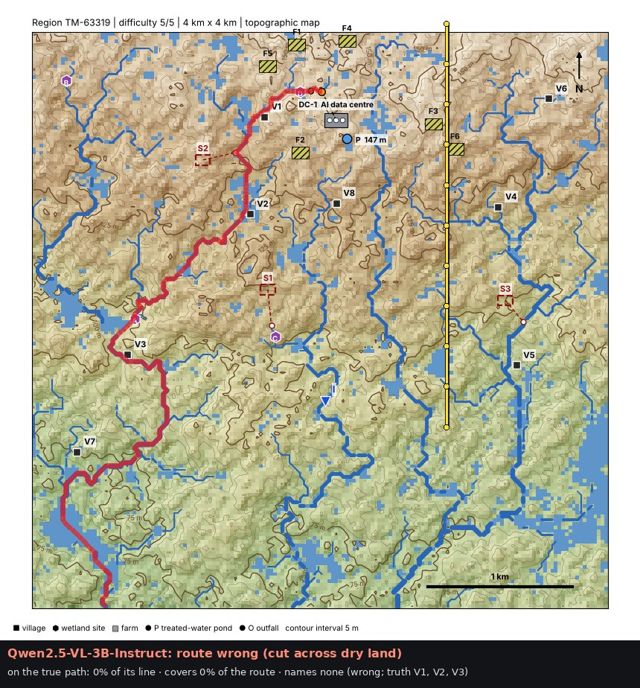 Region TM-63319 | difficulty 5/5 | 4 km x 4 km | topographic map
F1
F4
F5
N
B
V6
DC-1 AI data centre
V1
F3
P 147 m
F6
F2
S2
V8
V4
V2
S1
S3
C
V3
V5
V7
75 m
75 m
75 m
1 km
village wetland site farm P treated-water pond O outfall contour interval 5 m
Qwen2.5-VL-3B-Instruct: route wrong (cut across dry land)
on the true path: 0% of its line · covers 0% of the route · names none (wrong; truth V1, V2, V3)